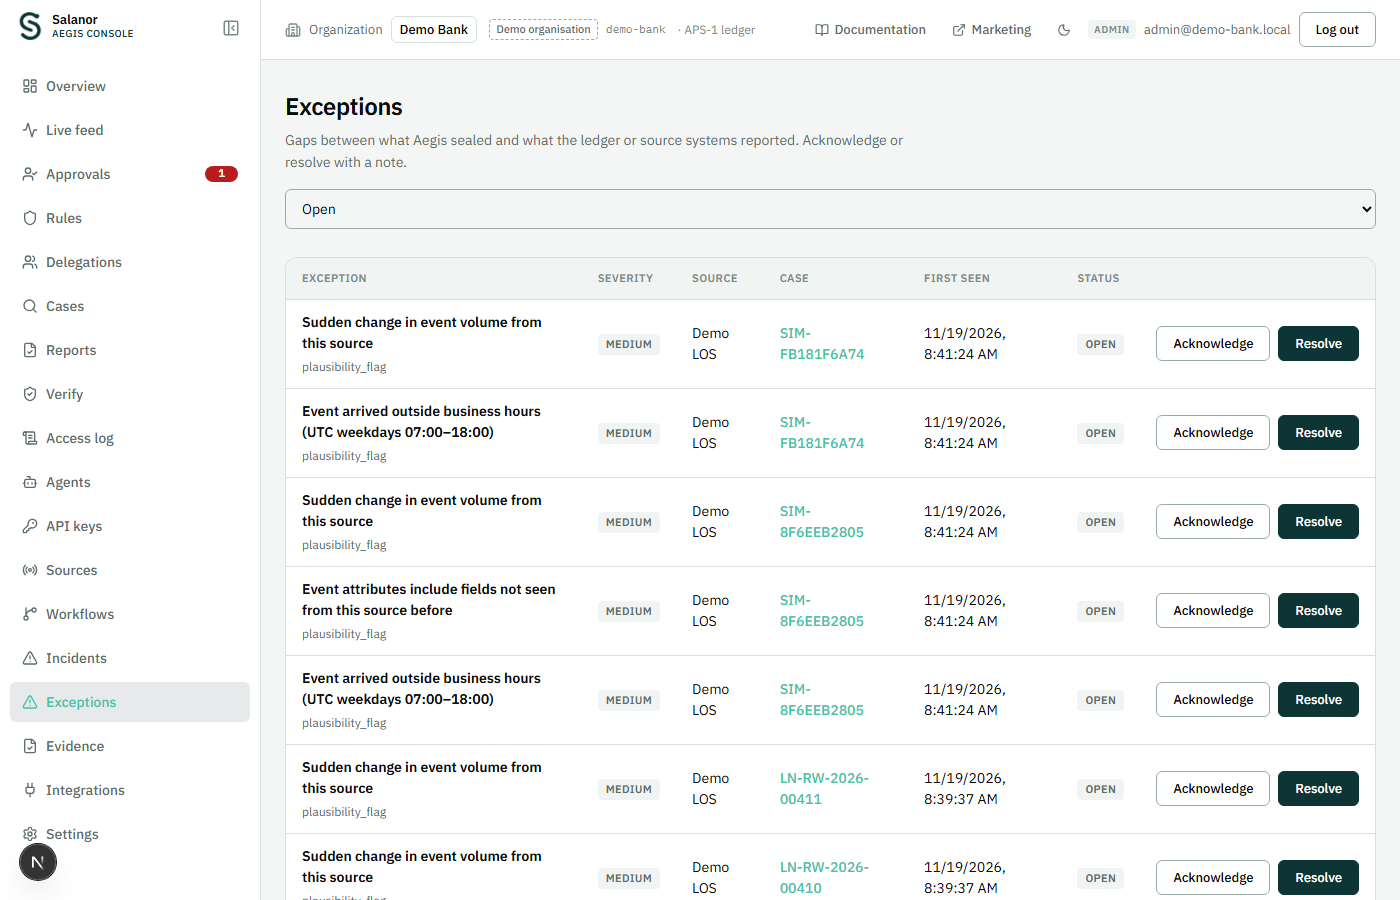 Salanor
AEGIS CONSOLE
Organization
Demo Bank
Demo organisation
demo-bank
· APS-1 ledger
Documentation
Marketing
ADMIN
admin@demo-bank.local
Log out
Overview
Live feed
Approvals
1
Rules
Delegations
Cases
Reports
Verify
Access log
Agents
API keys
Sources
Workflows
Incidents
Exceptions
Evidence
Integrations
Settings
N
Exceptions
Gaps between what Aegis sealed and what the ledger or source systems reported. Acknowledge or
resolve with a note.
Open
EXCEPTION SEVERITY SOURCE CASE FIRST SEEN STATUS
Sudden change in event volume from
this source
plausibility_flag
MEDIUM
Demo
LOS
SIM-
FB181F6A74
11/19/2026,
8:41:24 AM
OPEN
Acknowledge
Resolve
Event arrived outside business hours
(UTC weekdays 07:00–18:00)
plausibility_flag
MEDIUM
Demo
LOS
SIM-
FB181F6A74
11/19/2026,
8:41:24 AM
OPEN
Acknowledge
Resolve
Sudden change in event volume from
this source
plausibility_flag
MEDIUM
Demo
LOS
SIM-
8F6EEB2805
11/19/2026,
8:41:24 AM
OPEN
Acknowledge
Resolve
Event attributes include fields not seen
from this source before
plausibility_flag
MEDIUM
Demo
LOS
SIM-
8F6EEB2805
11/19/2026,
8:41:24 AM
OPEN
Acknowledge
Resolve
Event arrived outside business hours
(UTC weekdays 07:00–18:00)
plausibility_flag
MEDIUM
Demo
LOS
SIM-
8F6EEB2805
11/19/2026,
8:41:24 AM
OPEN
Acknowledge
Resolve
Sudden change in event volume from
this source
plausibility_flag
MEDIUM
Demo
LOS
LN-RW-2026-
00411
11/19/2026,
8:39:37 AM
OPEN
Acknowledge
Resolve
Sudden change in event volume from
this source
plausibility_flag
MEDIUM
Demo
LOS
LN-RW-2026-
00410
11/19/2026,
8:39:37 AM
OPEN
Acknowledge
Resolve